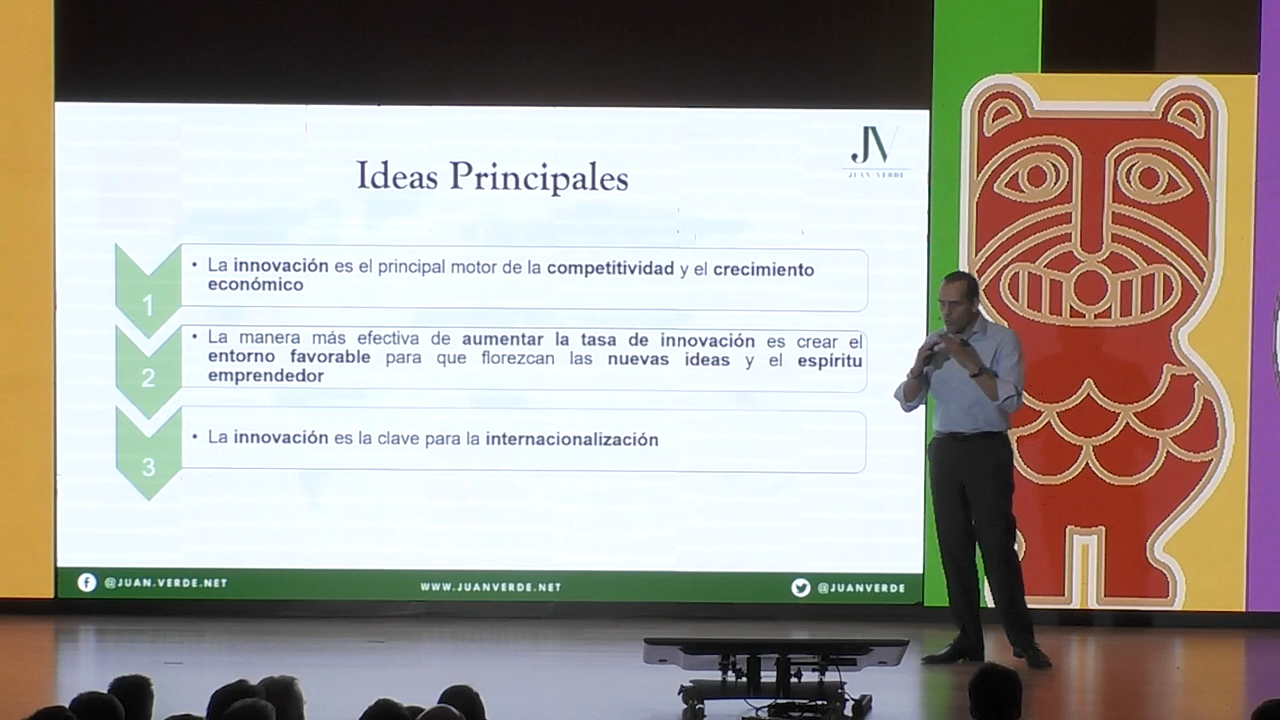 JV
JUAN VERDE
Ideas Principales
1
• La innovación es el principal motor de la competitividad y el crecimiento
económico
2
• La manera más efectiva de aumentar la tasa de innovación es crear el
entorno favorable para que florezcan las nuevas ideas y el espíritu
emprendedor
3
• La innovación es la clave para la internacionalización
@JUAN.VERDE.NET
WWW.JUANVERDE.NET
@JUANVERDE